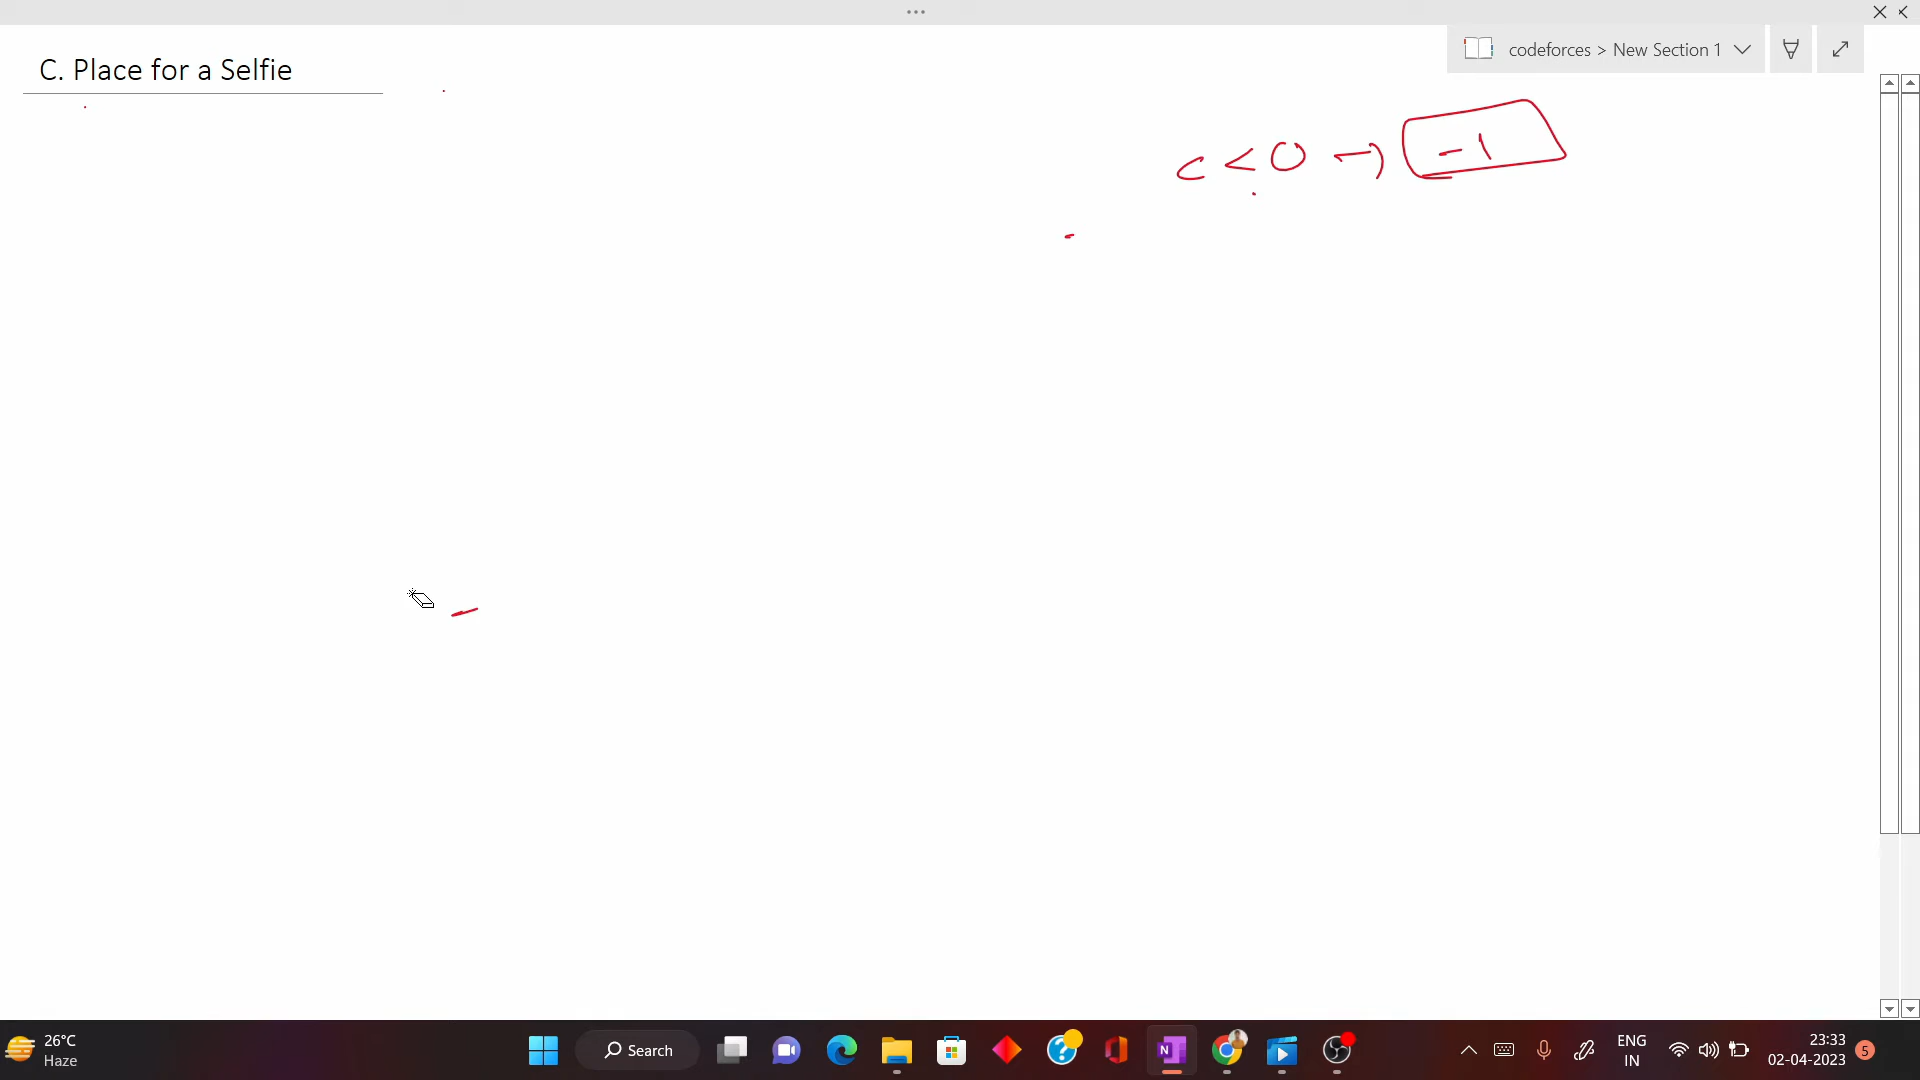 codeforces > New Section 1
C. Place for a Selfie
c < 0 → -1
26°C
Haze
Search
ENG
IN
23:33
02-04-2023
5